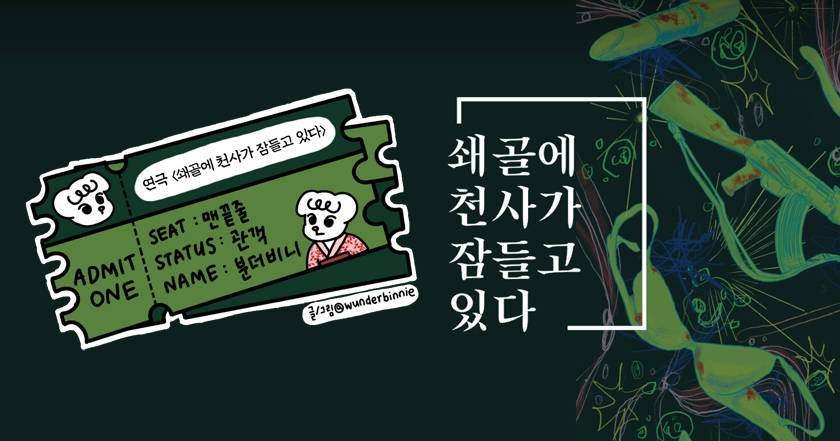 연극 <쇄골에 천사가 잠들고 있다>
ADMIT
ONE
SEAT : 맨끝줄
STATUS : 관객
NAME : 분더비니
글/그림@wunderbinnie
쇄골에
천사가
잠들고
있다